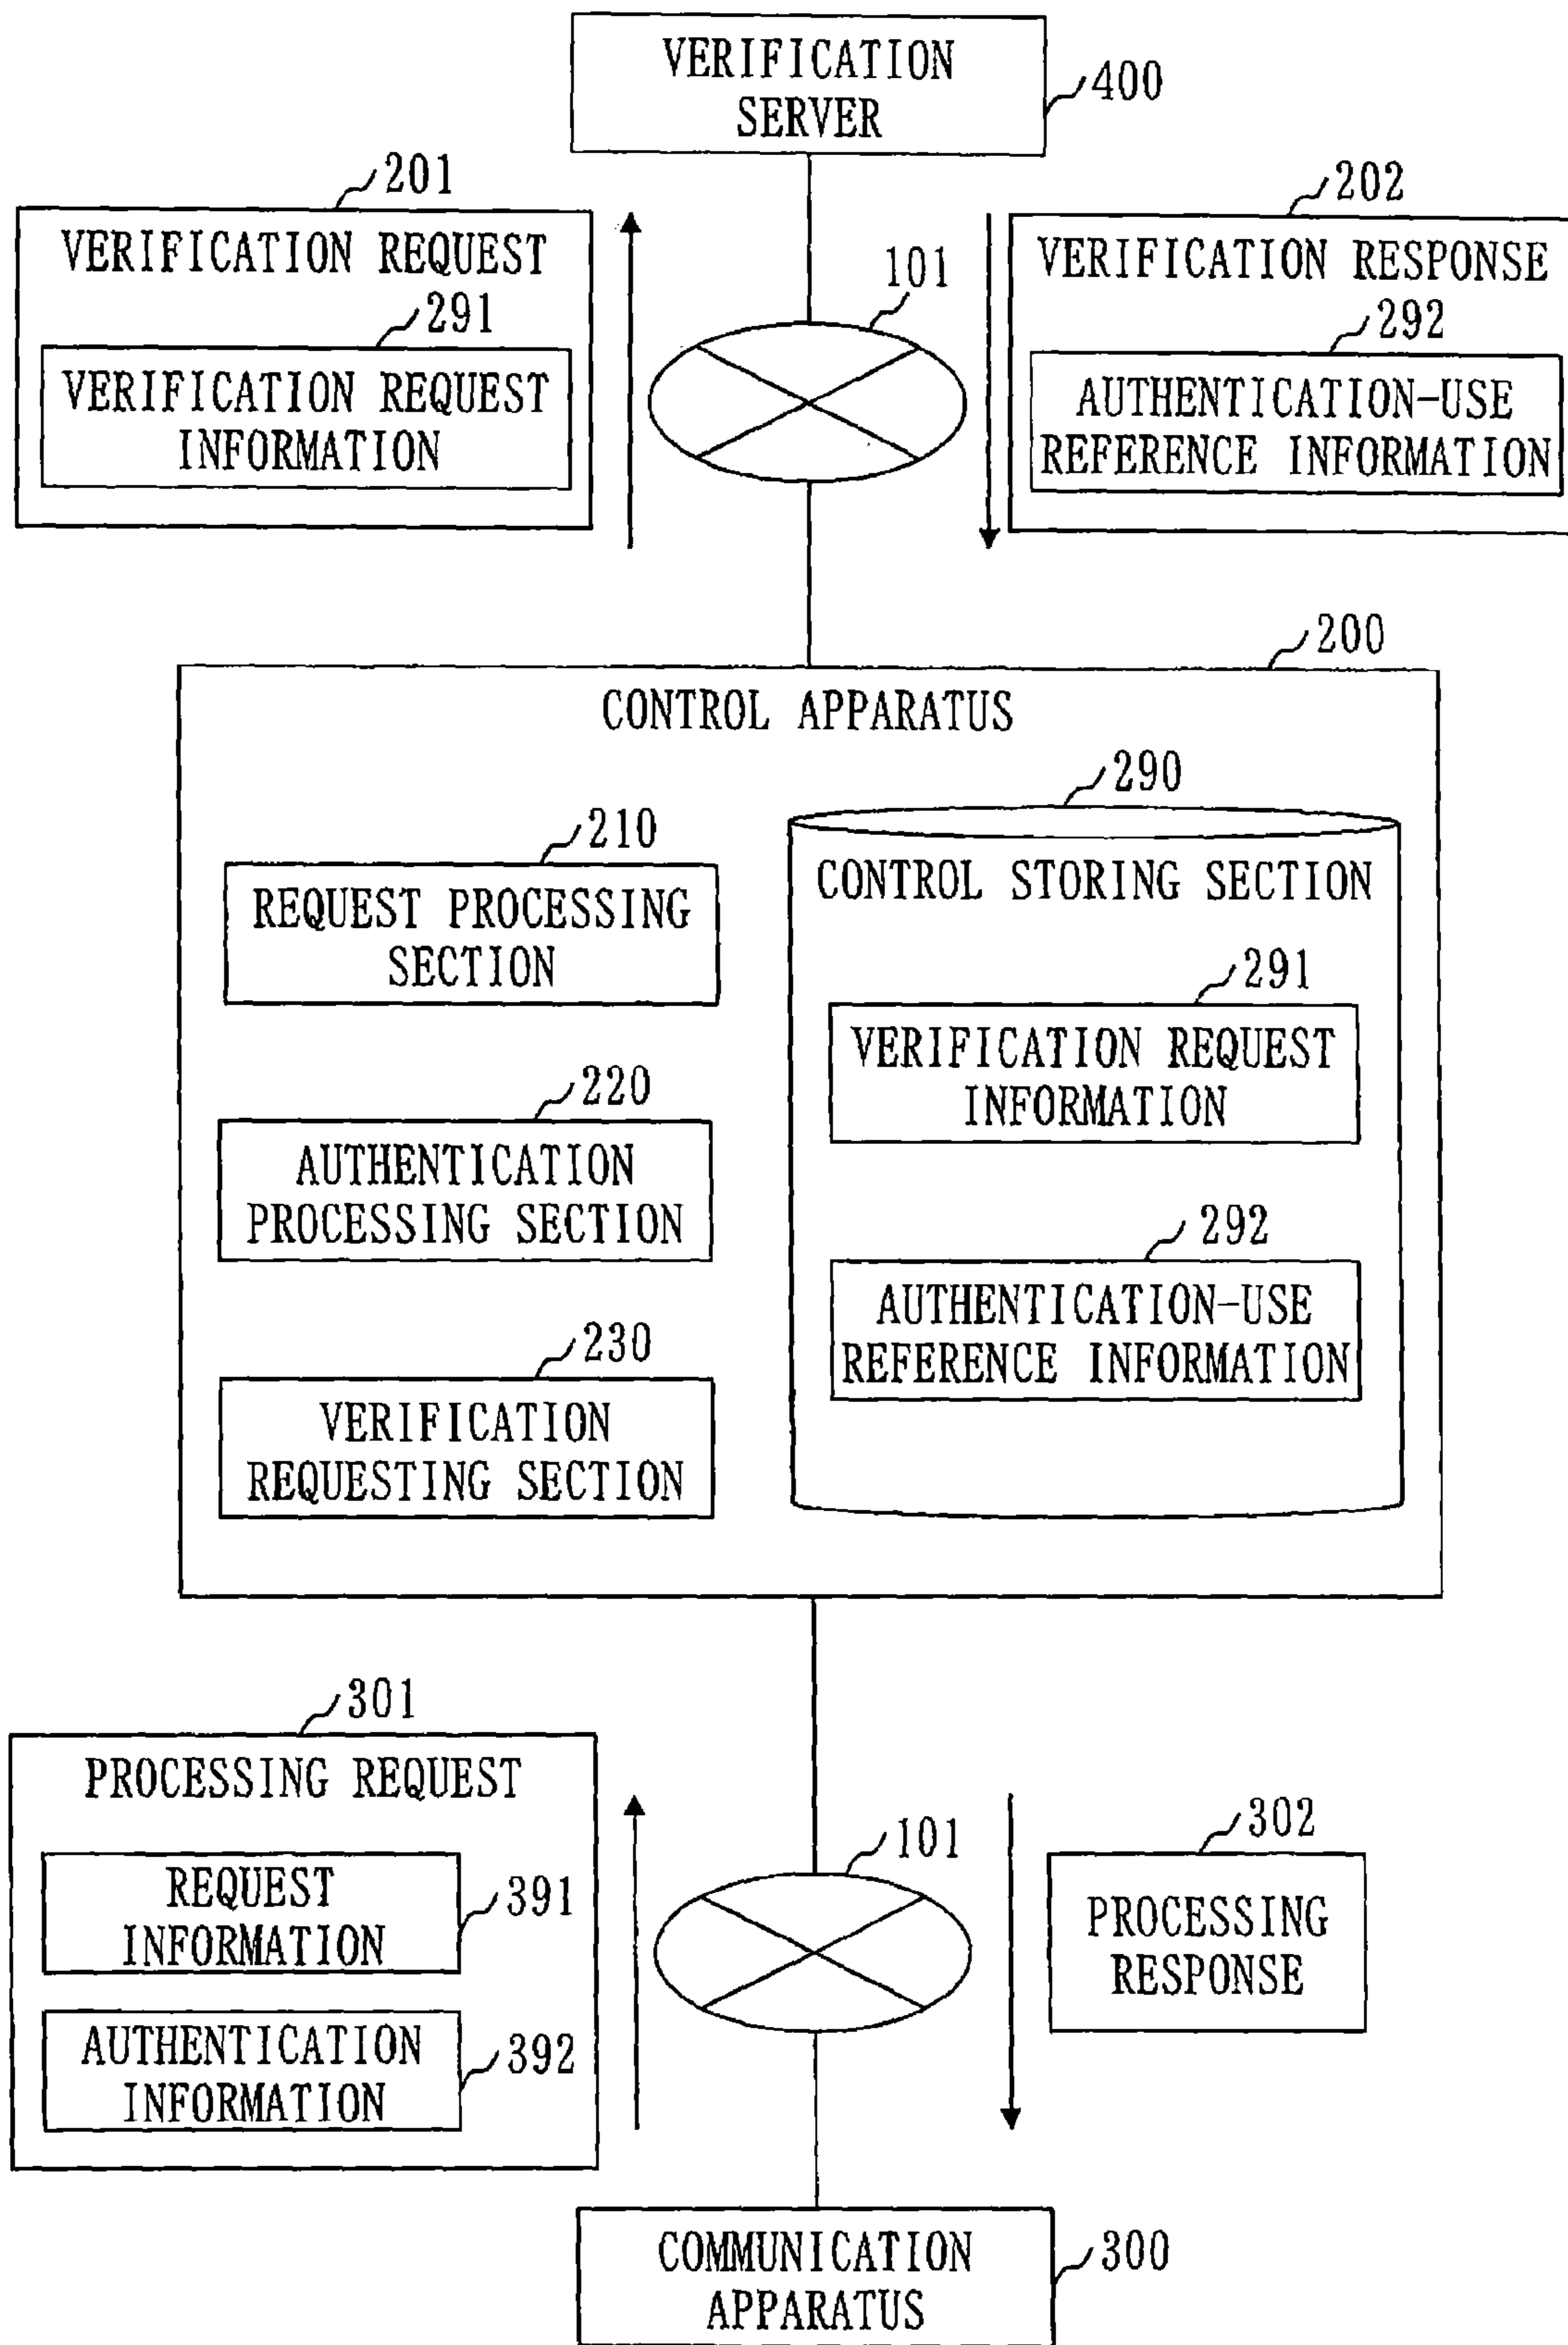 VERIFICATION
SERVER
400
201
VERIFICATION REQUEST
291
VERIFICATION REQUEST
INFORMATION
101
202
VERIFICATION RESPONSE
292
AUTHENTICATION-USE
REFERENCE INFORMATION
200
CONTROL APPARATUS
210
REQUEST PROCESSING
SECTION
220
AUTHENTICATION
PROCESSING SECTION
230
VERIFICATION
REQUESTING SECTION
290
CONTROL STORING SECTION
291
VERIFICATION REQUEST
INFORMATION
292
AUTHENTICATION-USE
REFERENCE INFORMATION
301
PROCESSING REQUEST
REQUEST
INFORMATION
391
AUTHENTICATION
INFORMATION
392
101
302
PROCESSING
RESPONSE
COMMUNICATION
APPARATUS
300